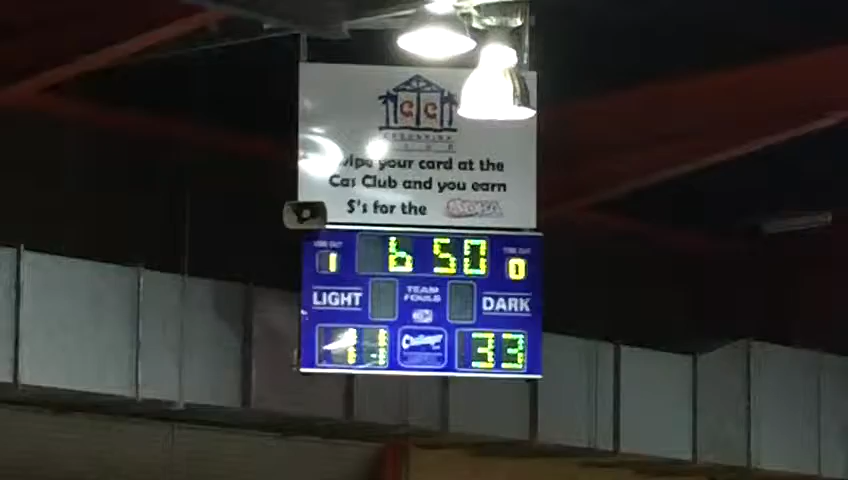 C C
your card at the
Cas Club and you earn
$'s for the
TIME OUT TIME OUT
1 6 50 0
LIGHT TEAM FOULS DARK
33